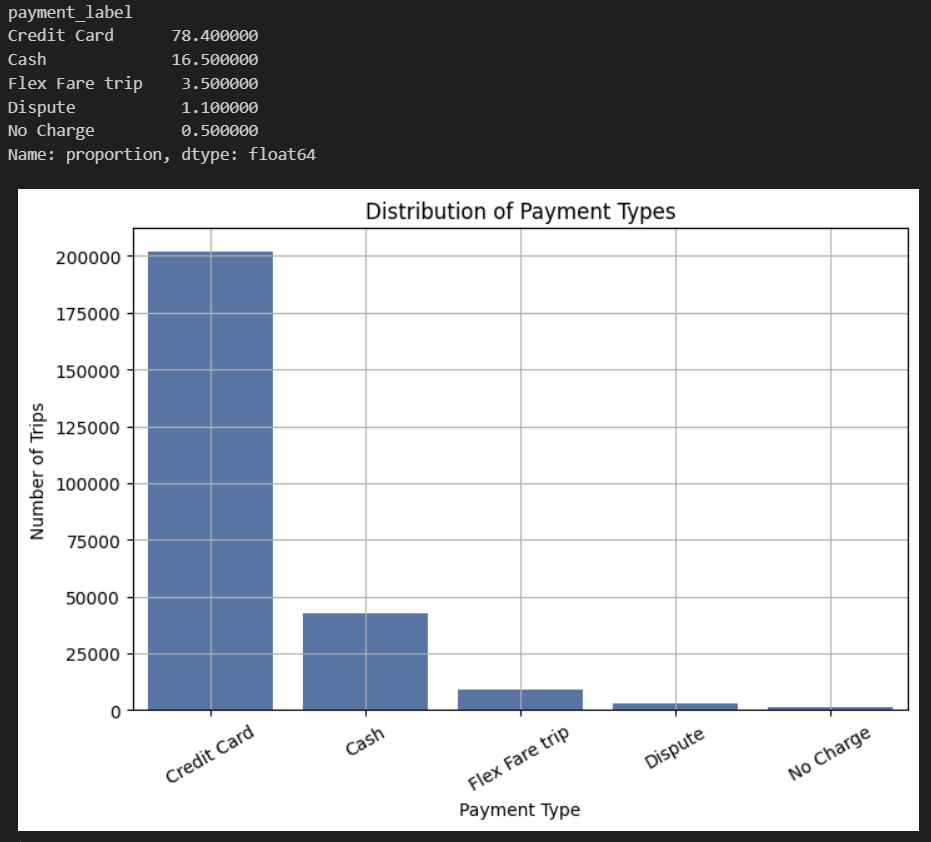 payment_label
Credit Card 78.400000
Cash 16.500000
Flex Fare trip 3.500000
Dispute 1.100000
No Charge 0.500000
Name: proportion, dtype: float64
Distribution of Payment Types
200000
175000
150000
125000
100000
75000
50000
25000
0
Number of Trips
Credit Card
Cash
Flex Fare trip
Dispute
No Charge
Payment Type